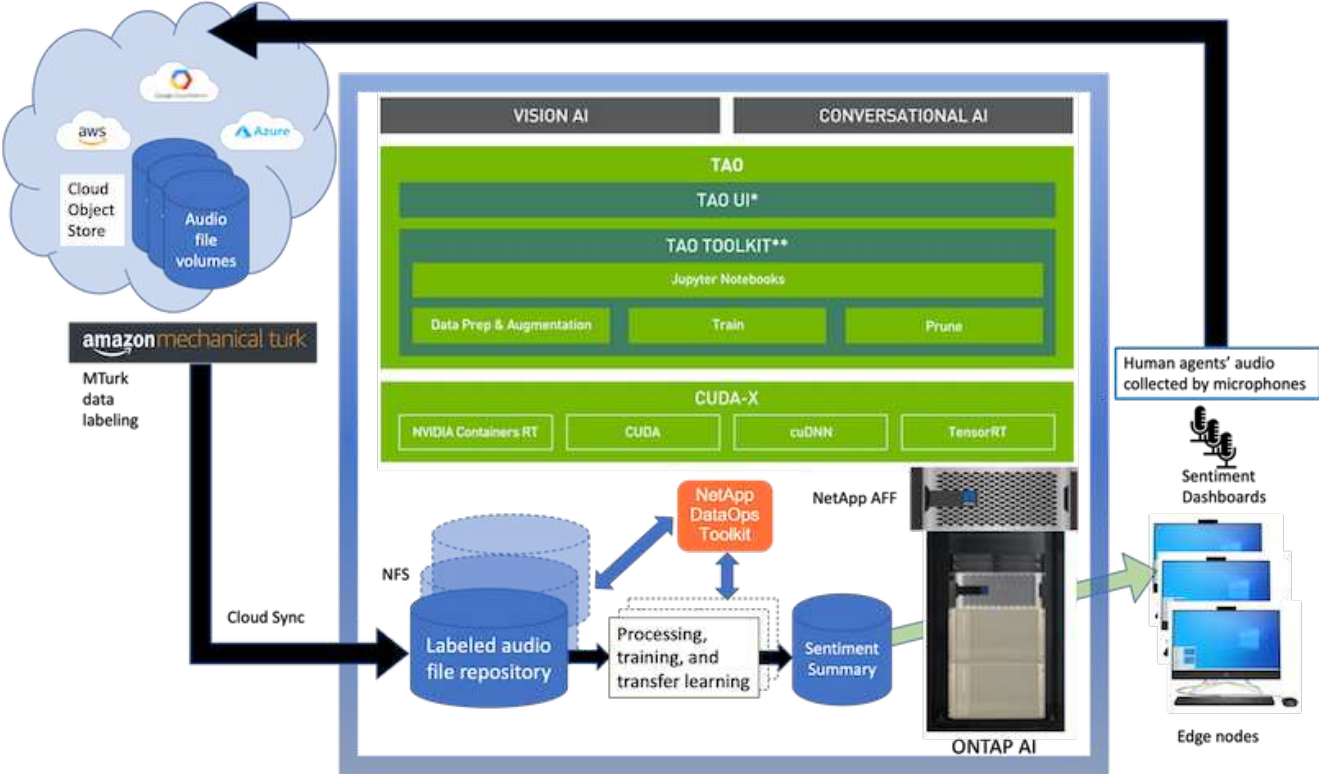 Google Cloud Platform
aws
Azure
Cloud
Object
Store
Audio
file
volumes
amazon mechanical turk
MTurk
data
labeling
Cloud Sync
VISION AI
CONVERSATIONAL AI
TAO
TAO UI*
TAO TOOLKIT**
Jupyter Notebooks
Data Prep & Augmentation
Train
Prune
CUDA-X
NVIDIA Containers RT
CUDA
cuDNN
TensorRT
NetApp
DataOps
Toolkit
NetApp AFF
NFS
Labeled audio
file repository
Processing,
training, and
transfer learning
Sentiment
Summary
ONTAP AI
Human agents’ audio
collected by microphones
Sentiment
Dashboards
Edge nodes